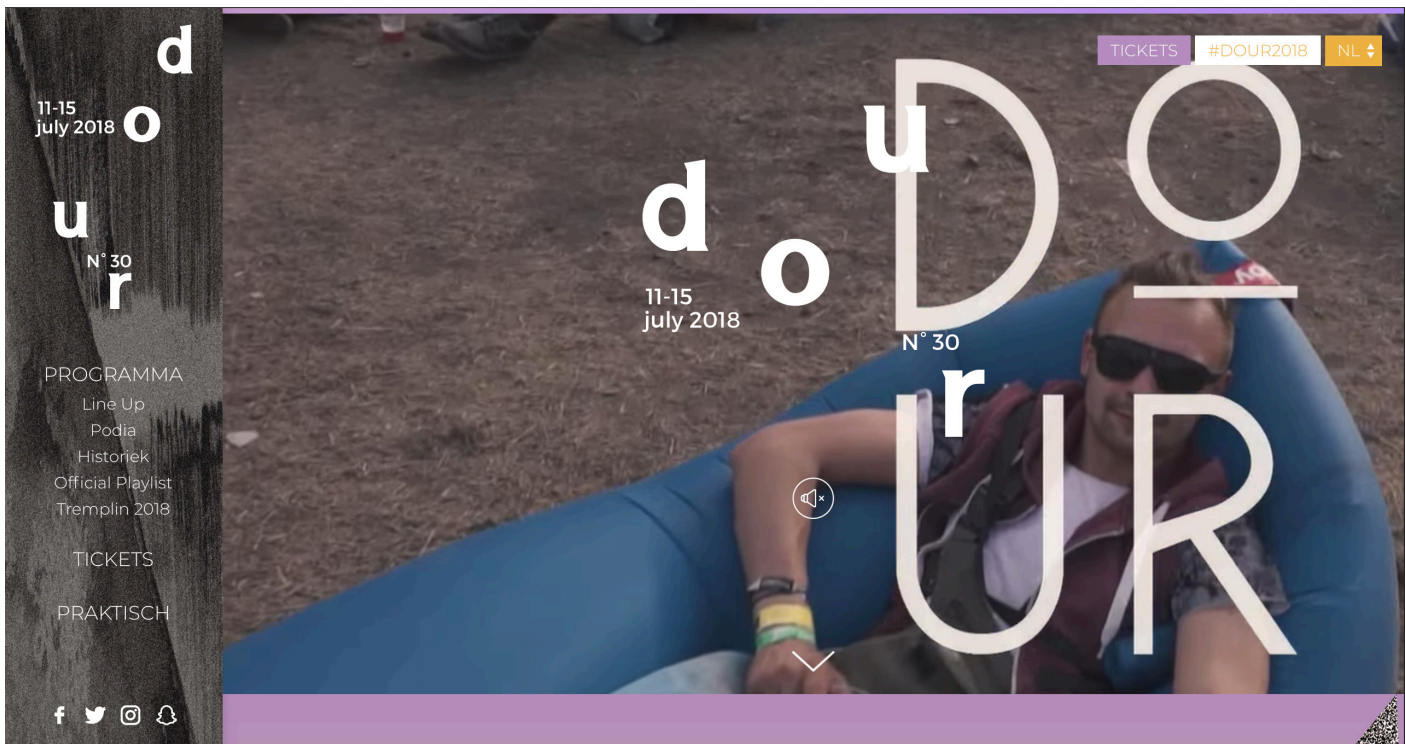 d
11-15
july 2018
o
u
N° 30
r
PROGRAMMA
Line Up
Podia
Historiek
Official Playlist
Tremplin 2018
TICKETS
PRAKTISCH
TICKETS
#DOUR2018
NL
DO
UR
u
d
o
11-15
july 2018
N° 30
r